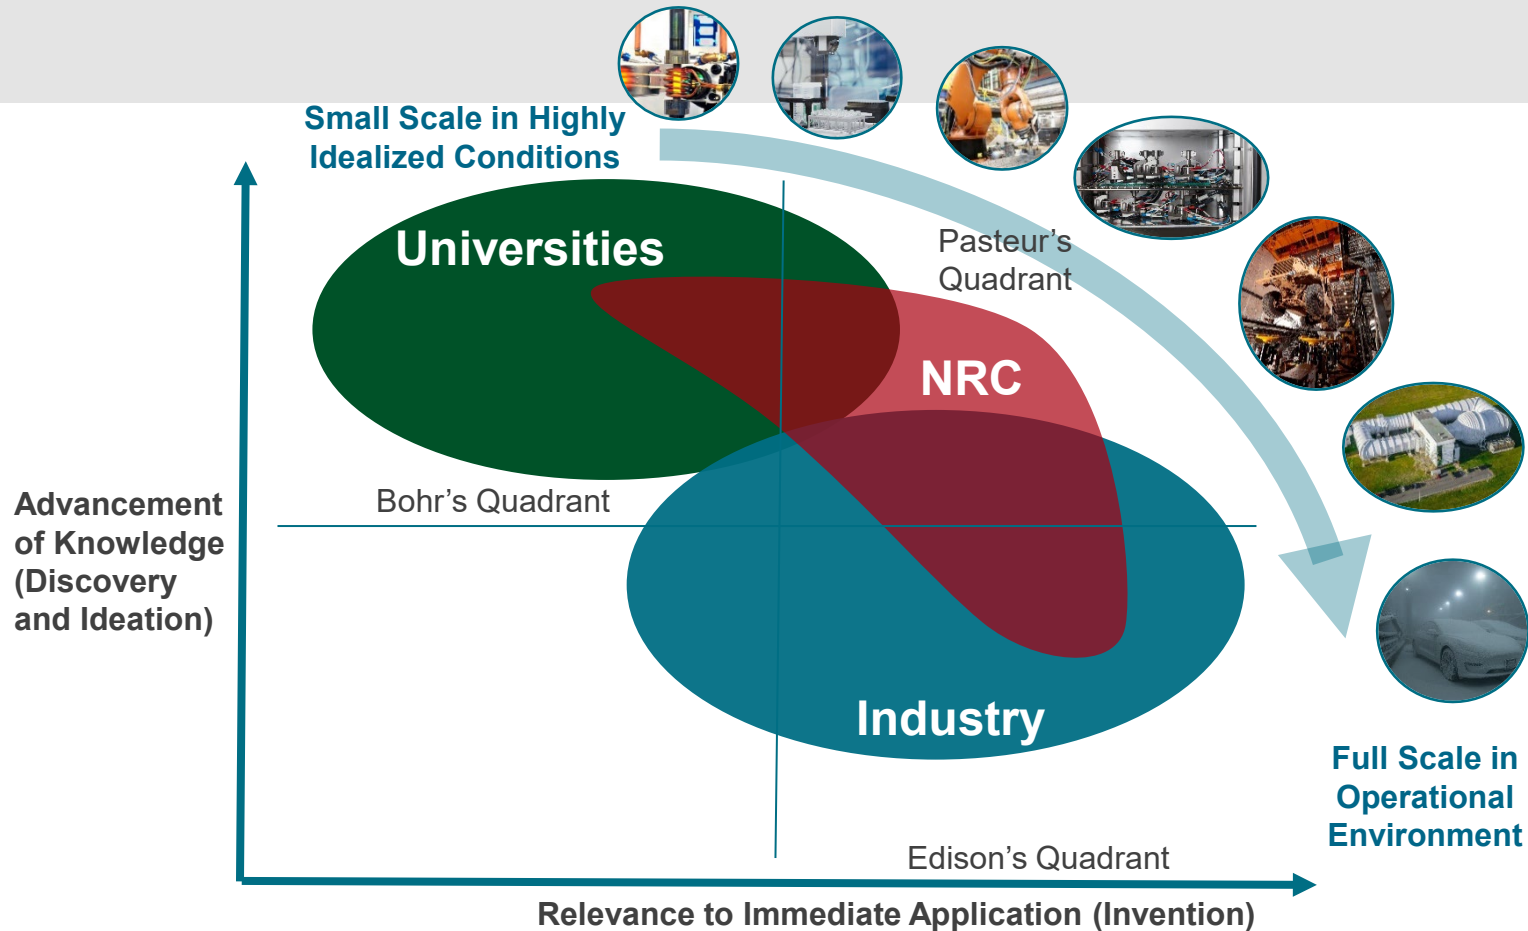 Small Scale in Highly
Idealized Conditions
Universities
Pasteur’s
Quadrant
NRC
Bohr’s Quadrant
Advancement
of Knowledge
(Discovery
and Ideation)
Industry
Full Scale in
Operational
Environment
Edison’s Quadrant
Relevance to Immediate Application (Invention)